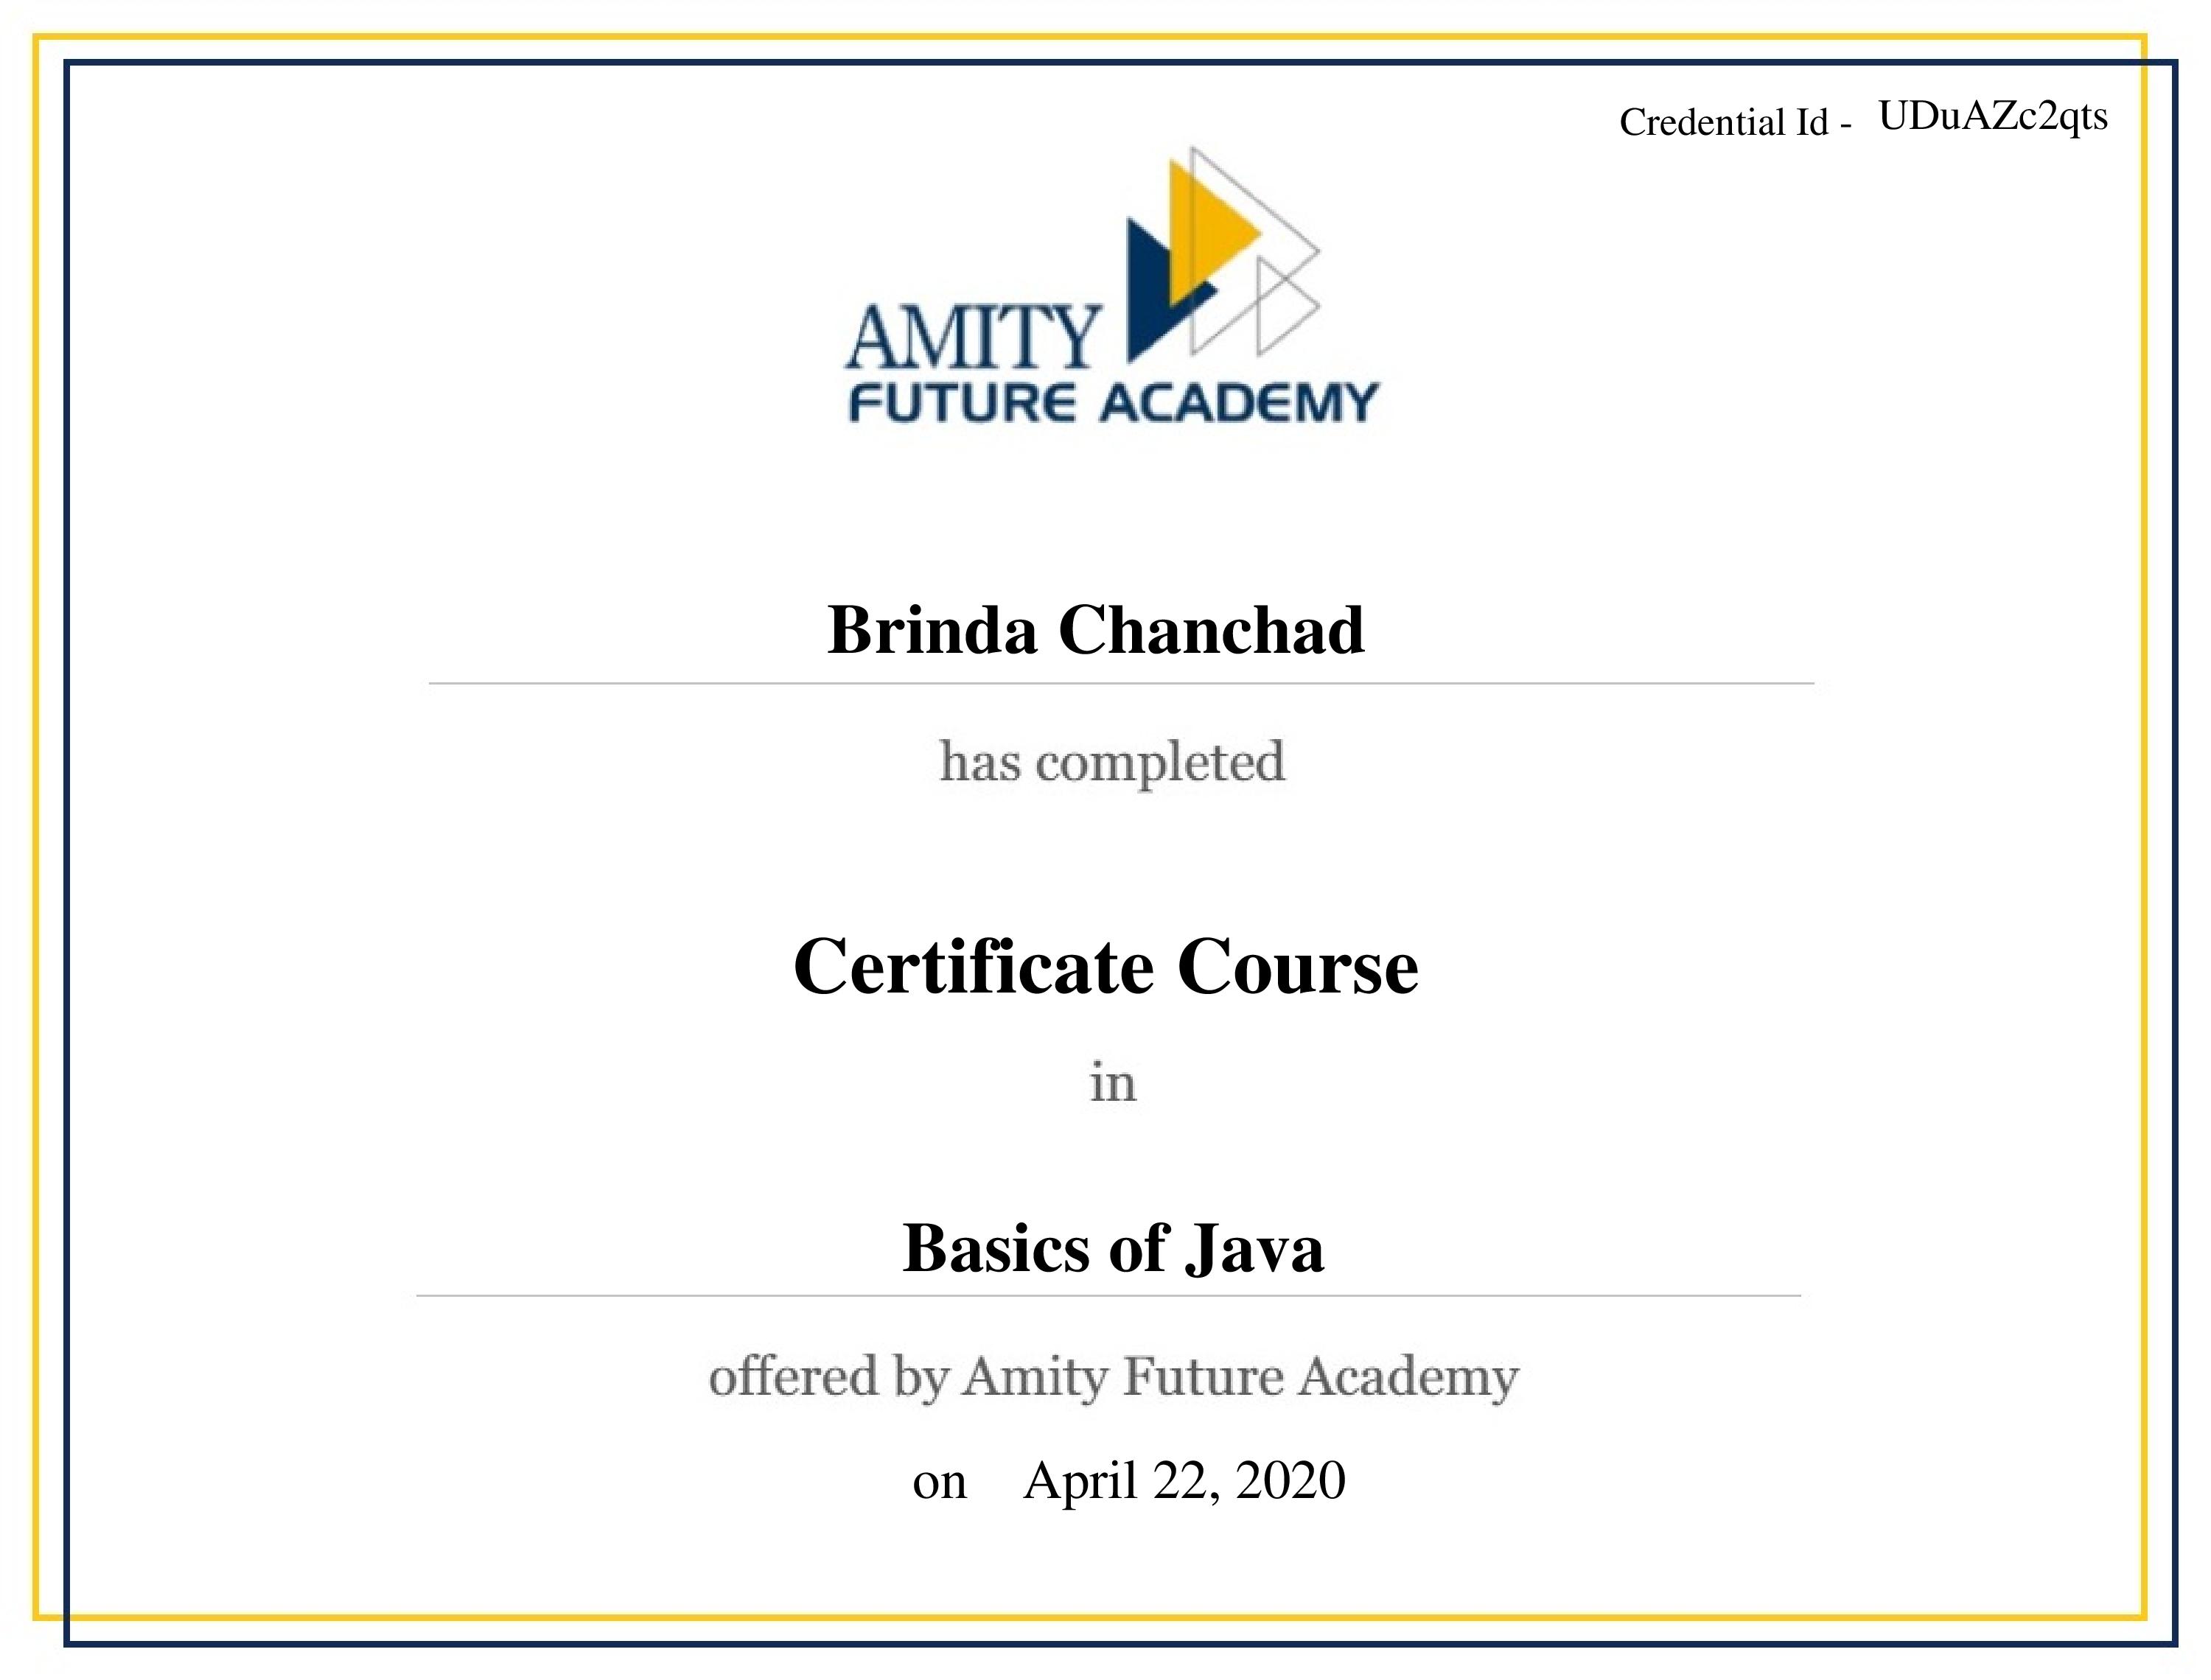 Credential Id - UDuAZc2qts
AMITY
FUTURE ACADEMY
Brinda Chanchad
has completed
Certificate Course
in
Basics of Java
offered by Amity Future Academy
on April 22, 2020